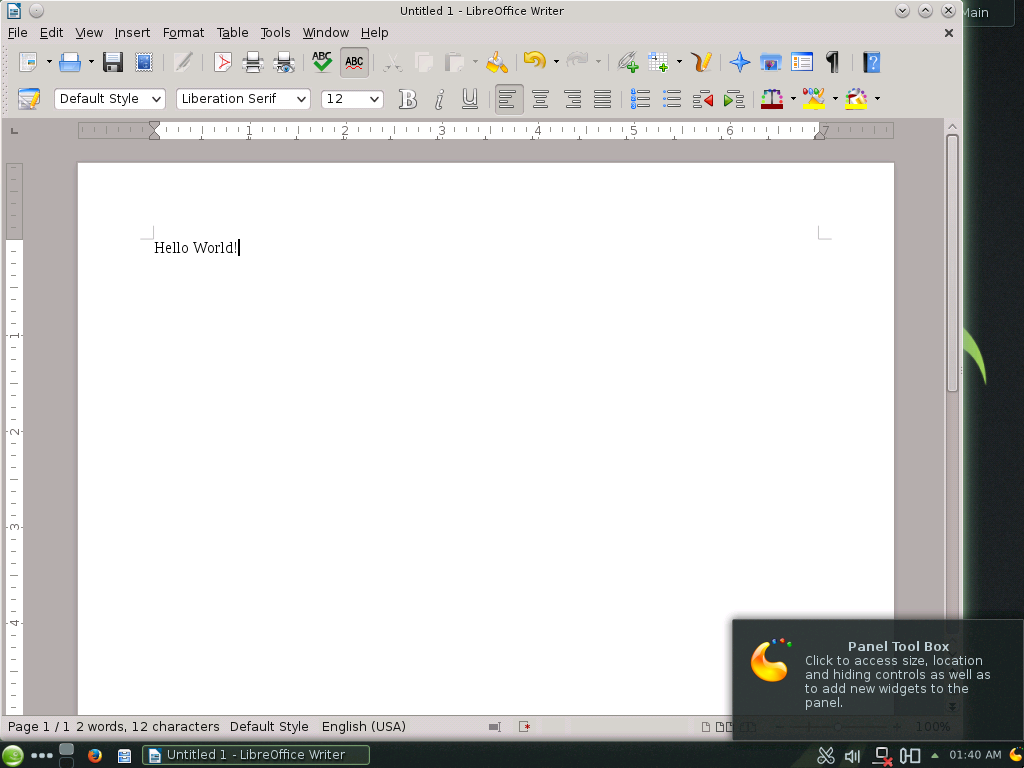 Untitled 1 - LibreOffice Writer
Main
File Edit View Insert Format Table Tools Window Help
ABC ABC
Default Style Liberation Serif 12 B i U
1 2 3 4 5 6 7
Hello World!
1
2
3
4
Panel Tool Box
Click to access size, location
and hiding controls as well as
to add new widgets to the
panel.
Page 1 / 1 2 words, 12 characters Default Style English (USA) 100%
Untitled 1 - LibreOffice Writer 01:40 AM